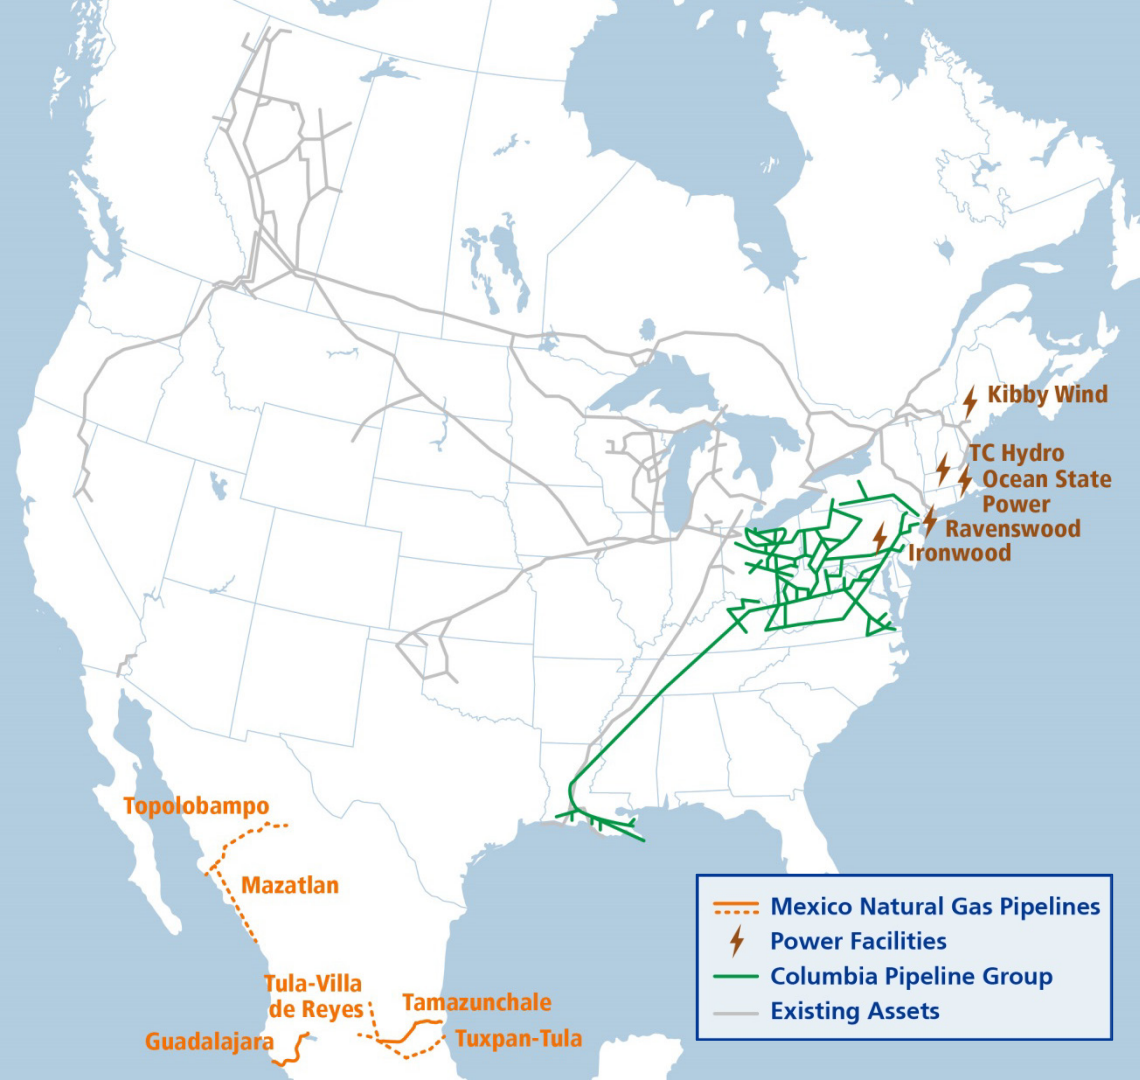 Kibby Wind
TC Hydro
Ocean State
Power
Ravenswood
Ironwood
Topolobampo
Mazatlan
Tula-Villa
de Reyes
Tamazunchale
Guadalajara
Tuxpan-Tula
Mexico Natural Gas Pipelines
Power Facilities
Columbia Pipeline Group
Existing Assets